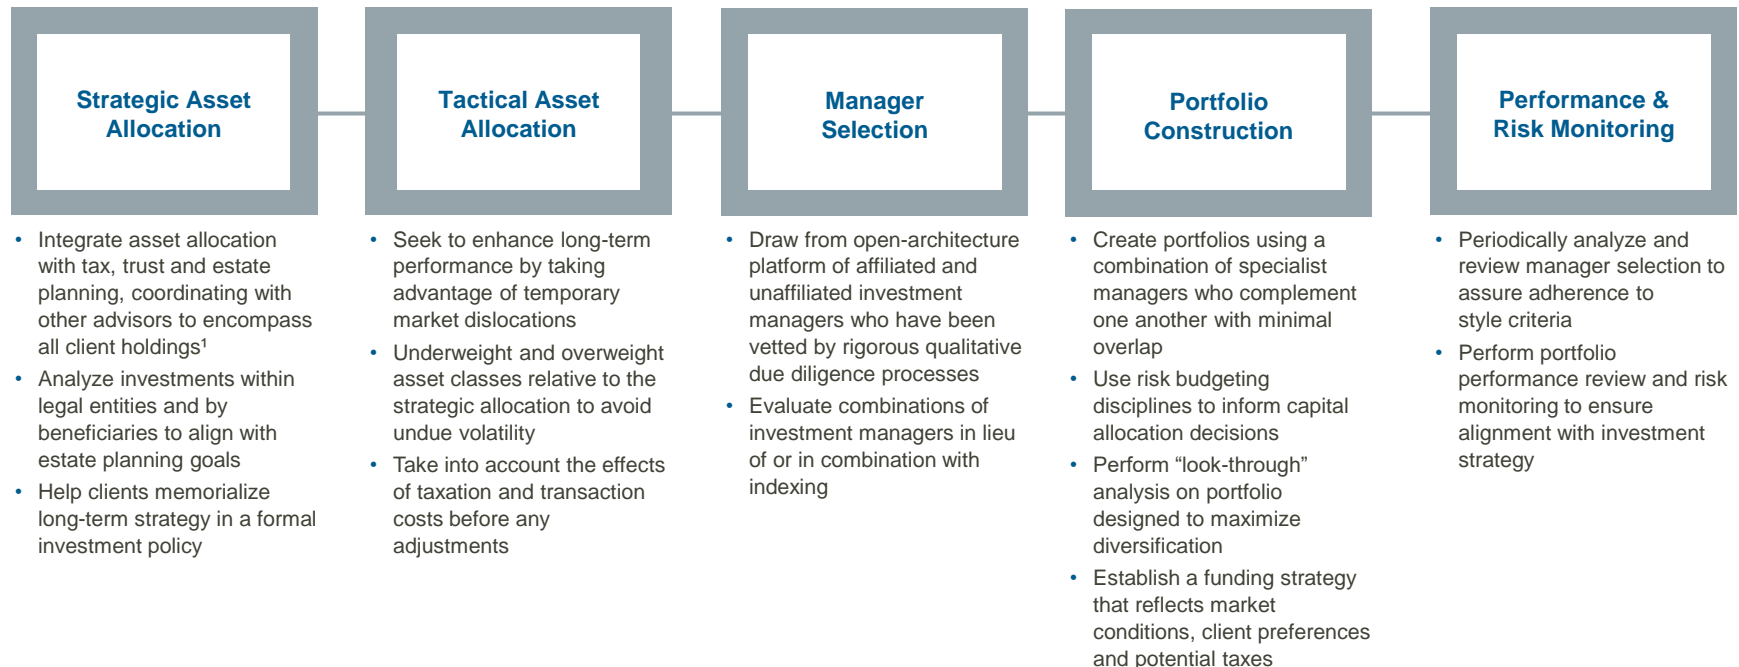 Strategic Asset
Allocation
Tactical Asset
Allocation
Manager
Selection
Portfolio
Construction
Performance &
Risk Monitoring
• Integrate asset allocation
with tax, trust and estate
planning, coordinating with
other advisors to encompass
all client holdings¹
• Analyze investments within
legal entities and by
beneficiaries to align with
estate planning goals
• Help clients memorialize
long-term strategy in a formal
investment policy
• Seek to enhance long-term
performance by taking
advantage of temporary
market dislocations
• Underweight and overweight
asset classes relative to the
strategic allocation to avoid
undue volatility
• Take into account the effects
of taxation and transaction
costs before any
adjustments
• Draw from open-architecture
platform of affiliated and
unaffiliated investment
managers who have been
vetted by rigorous qualitative
due diligence processes
• Evaluate combinations of
investment managers in lieu
of or in combination with
indexing
• Create portfolios using a
combination of specialist
managers who complement
one another with minimal
overlap
• Use risk budgeting
disciplines to inform capital
allocation decisions
• Perform “look-through”
analysis on portfolio
designed to maximize
diversification
• Establish a funding strategy
that reflects market
conditions, client preferences
and potential taxes
• Periodically analyze and
review manager selection to
assure adherence to
style criteria
• Perform portfolio
performance review and risk
monitoring to ensure
alignment with investment
strategy